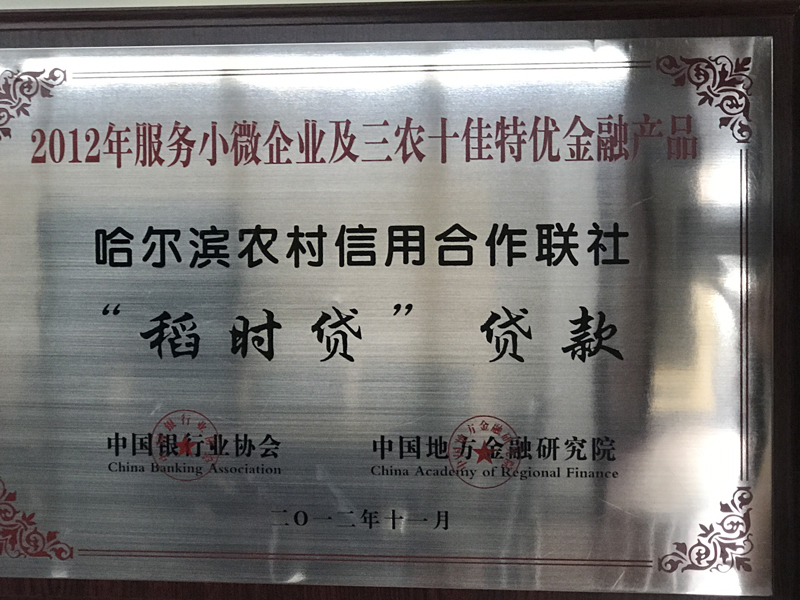 2012年服务小微企业及三农十佳特优金融产品
哈尔滨农村信用合作联社
“稻时贷”贷款
中国银行业协会
China Banking Association
中国地方金融研究院
China Academy of Regional Finance
二〇一二年十一月